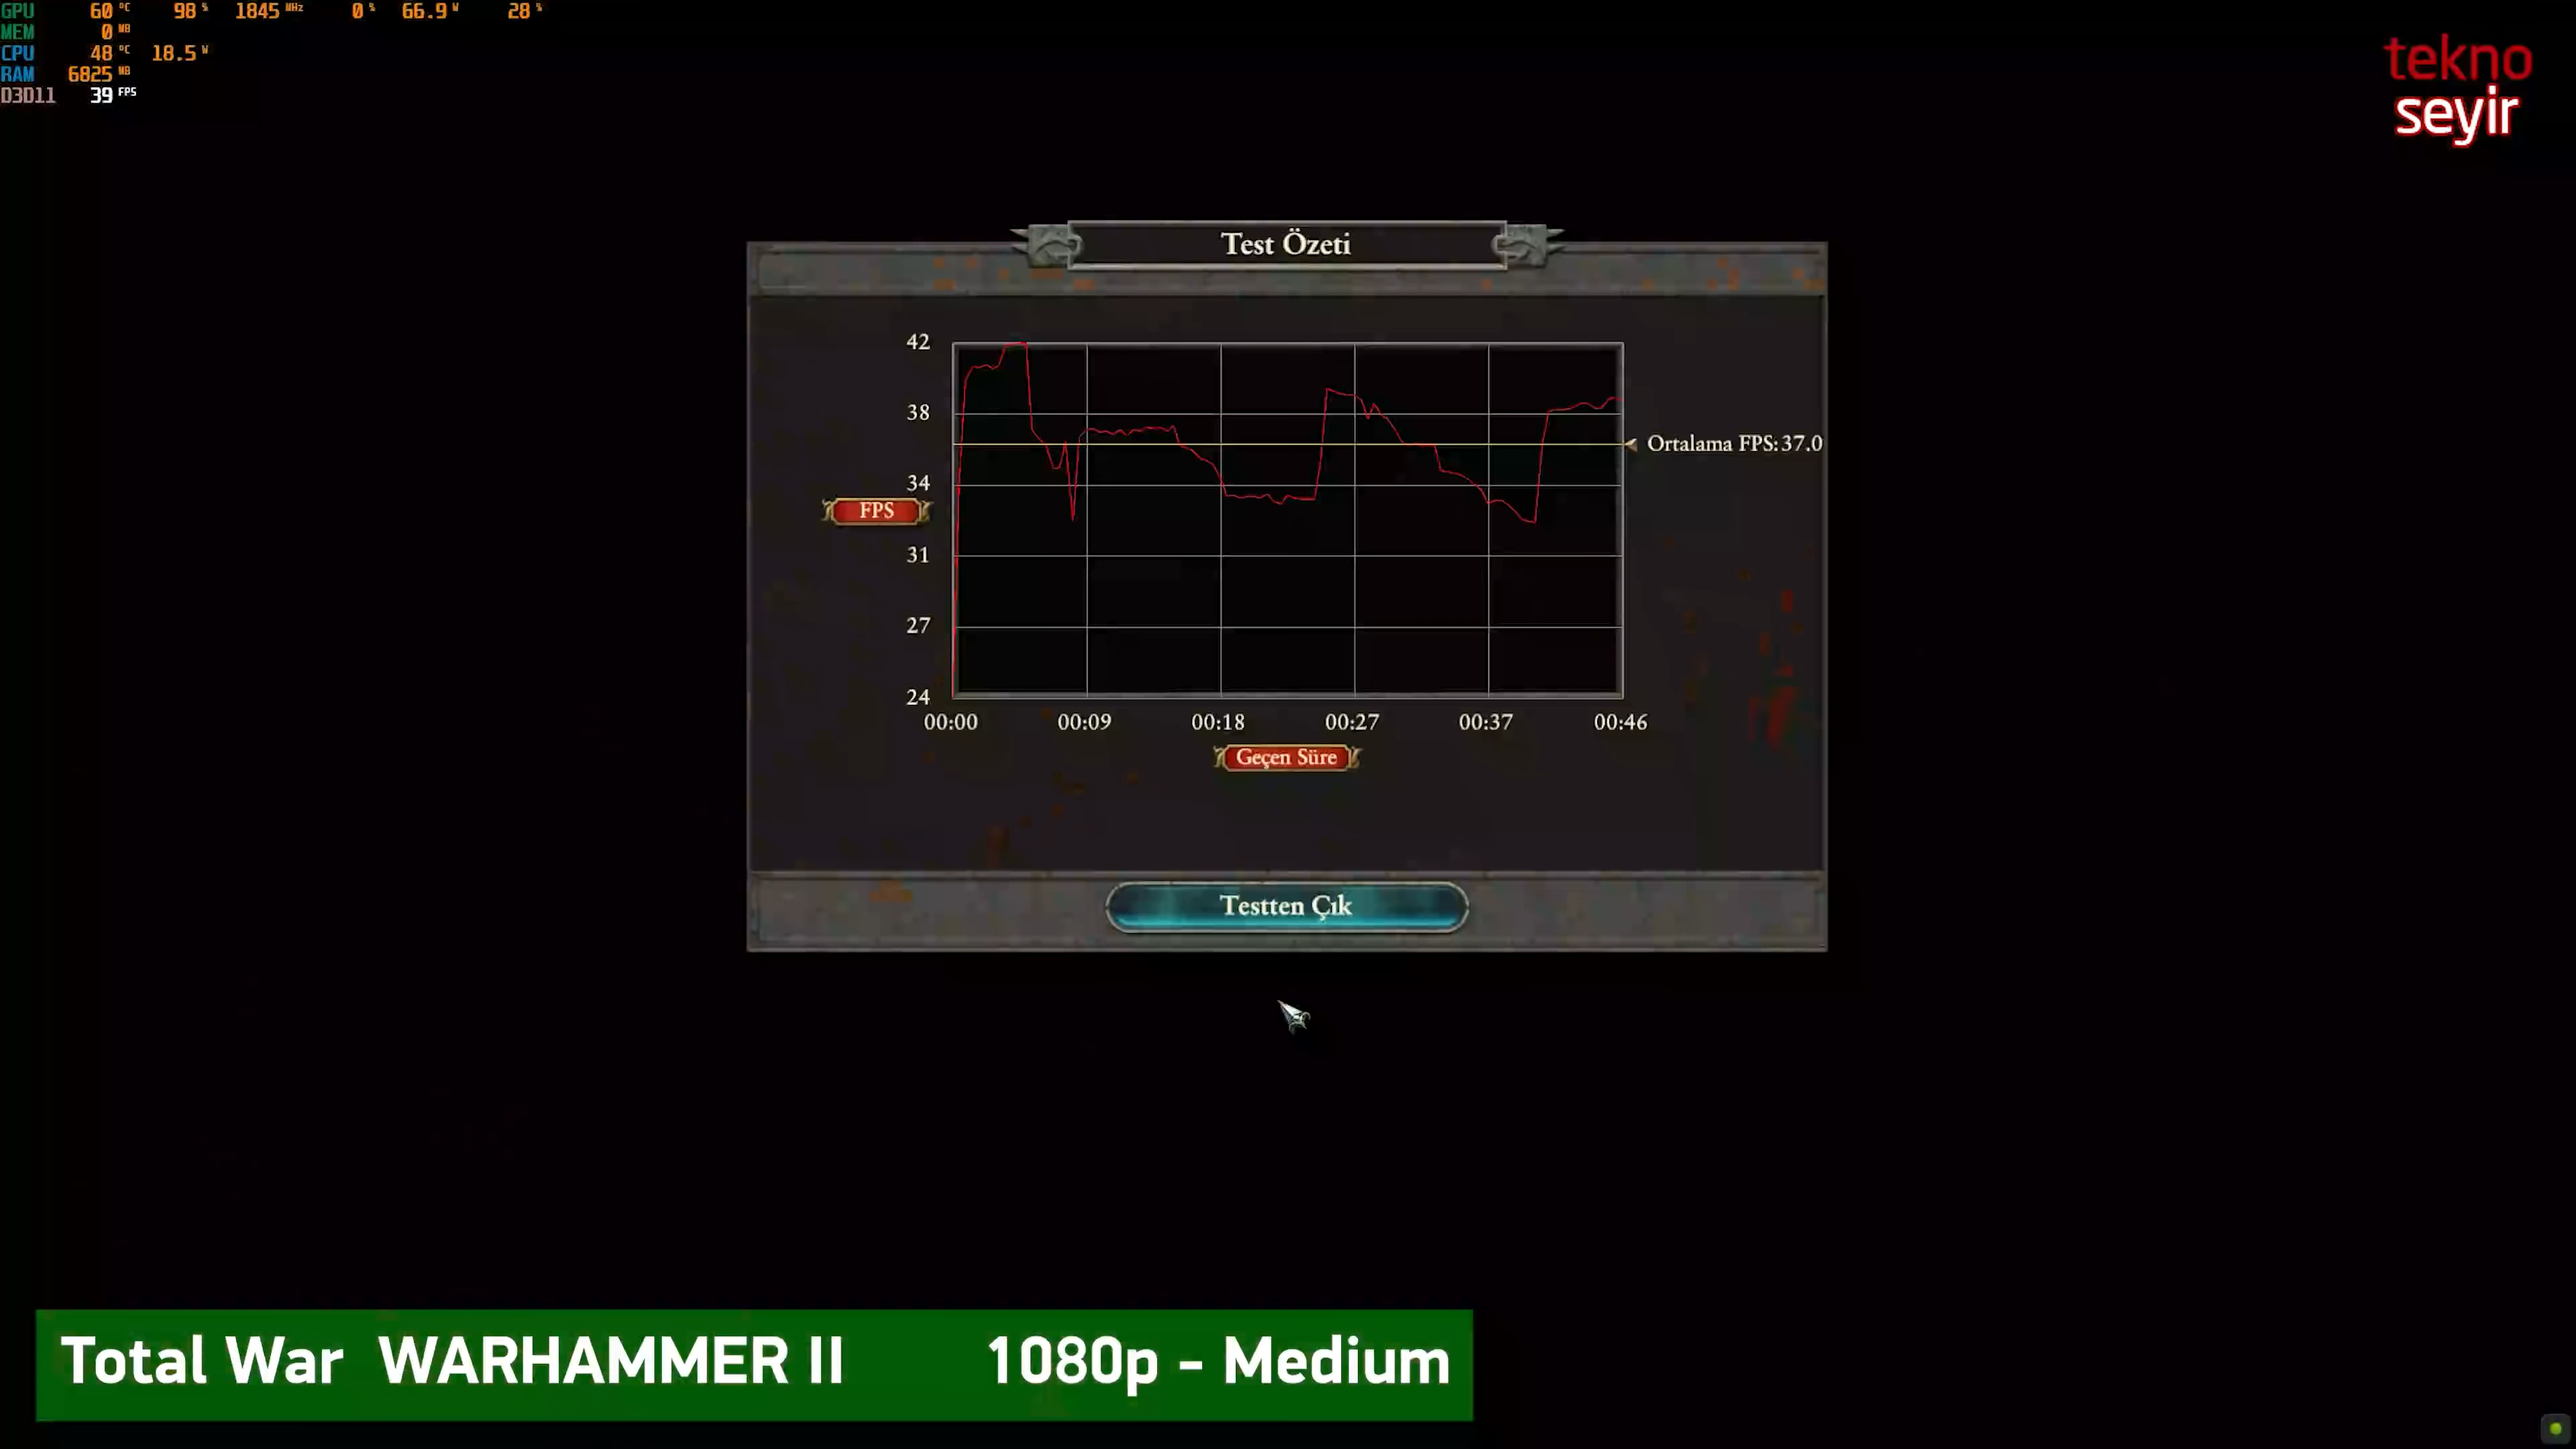 GPU 60 °C 98 % 1845 MHz 0 % 66.9 W 28 %
MEM 0 MB
CPU 48 °C 18.5 W
RAM 6825 MB
D3D11 39 FPS
tekno
seyir
Test Özeti
42
38
34
31
27
24
FPS
Ortalama FPS:37.0
00:00 00:09 00:18 00:27 00:37 00:46
Geçen Süre
Testten Çık
Total War WARHAMMER II 1080p - Medium